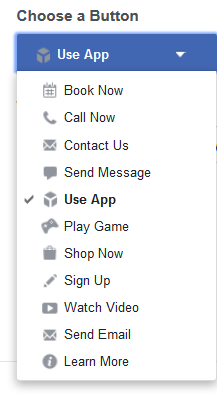 Choose a Button
Use App
Book Now
Call Now
Contact Us
Send Message
Use App
Play Game
Shop Now
Sign Up
Watch Video
Send Email
Learn More